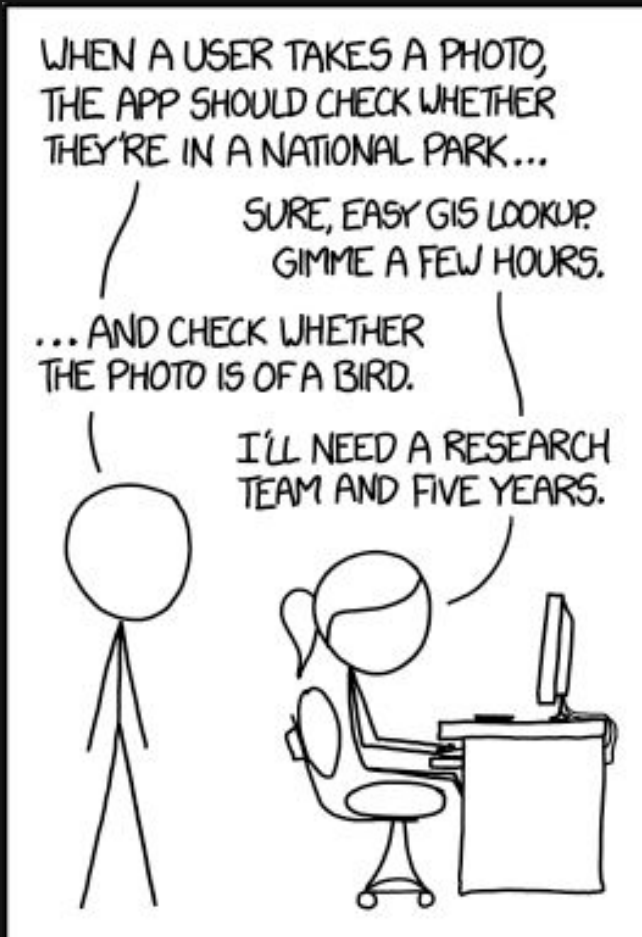 WHEN A USER TAKES A PHOTO,
THE APP SHOULD CHECK WHETHER
THEY'RE IN A NATIONAL PARK...
SURE, EASY GIS LOOKUP.
GIMME A FEW HOURS.
...AND CHECK WHETHER
THE PHOTO IS OF A BIRD.
I'LL NEED A RESEARCH
TEAM AND FIVE YEARS.